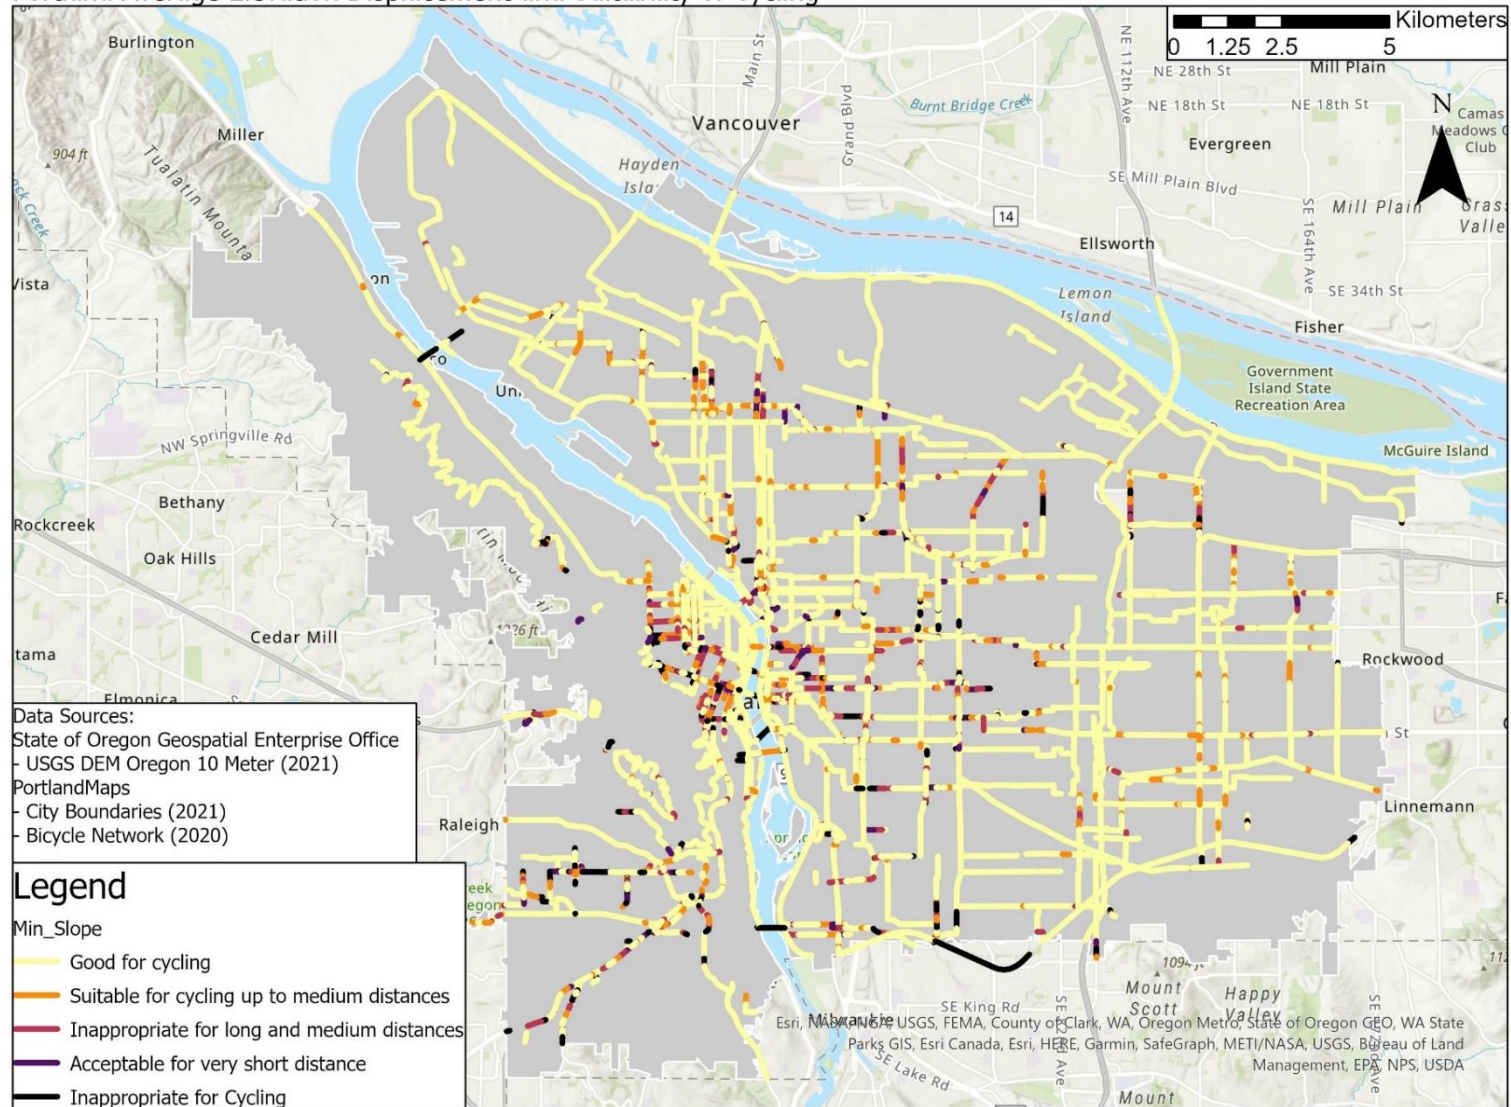 Burlington
Miller
904 ft
Tualatin Mounta
Main St
Vancouver
Grand Blvd
Burnt Bridge Creek
NE 112th Ave
Kilometers
0 1.25 2.5 5
NE 28th St
Mill Plain
NE 18th St
NE 18th St
N
Camas
Meadows
Club
Evergreen
Hayden
SE Mill Plain Blvd
14
Mill Plain
Valle
SE 164th Ave
Ellsworth
Lemon
Island
SE 34th St
Fisher
Government
Island State
Recreation Area
McGuire Island
NW Springville Rd
Bethany
Rockcreek
Oak Hills
Cedar Mill
Elmonica
Rockwood
Linnemann
Raleigh
Data Sources:
State of Oregon Geospatial Enterprise Office
- USGS DEM Oregon 10 Meter (2021)
PortlandMaps
- City Boundaries (2021)
- Bicycle Network (2020)
Legend
Min_Slope
Good for cycling
Suitable for cycling up to medium distances
Inappropriate for long and medium distances
Acceptable for very short distance
Inappropriate for Cycling
Mount
Scott
Happy
Valley
SE King Rd
Milwaukie
SE Lake Rd
Mount
Esri, NASA, NGA, USGS, FEMA, County of Clark, WA, Oregon Metro, State of Oregon GEO, WA State
Parks GIS, Esri Canada, Esri, HERE, Garmin, SafeGraph, METI/NASA, USGS, Bureau of Land
Management, EPA, NPS, USDA